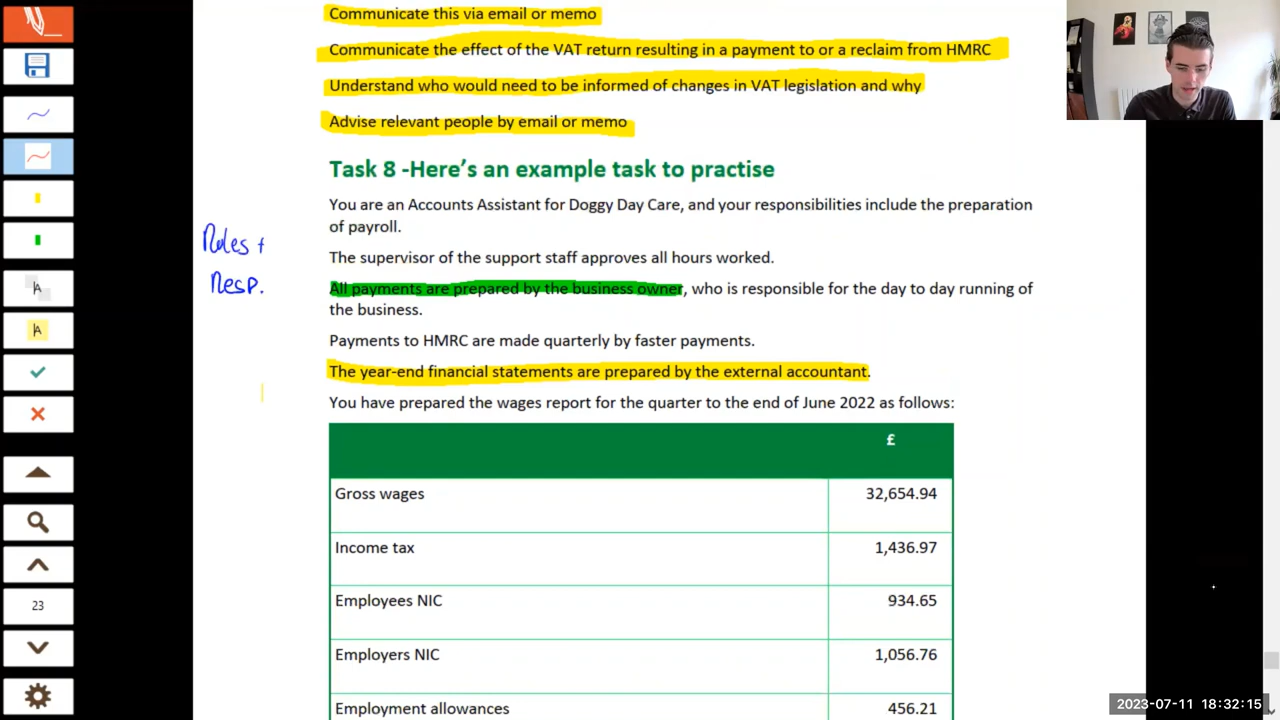 Communicate this via email or memo
Communicate the effect of the VAT return resulting in a payment to or a reclaim from HMRC
Understand who would need to be informed of changes in VAT legislation and why
Advise relevant people by email or memo
Task 8 -Here's an example task to practise
You are an Accounts Assistant for Doggy Day Care, and your responsibilities include the preparation
of payroll.
Roles +
Resp.
The supervisor of the support staff approves all hours worked.
All payments are prepared by the business owner, who is responsible for the day to day running of
the business.
Payments to HMRC are made quarterly by faster payments.
The year-end financial statements are prepared by the external accountant.
You have prepared the wages report for the quarter to the end of June 2022 as follows:
£
Gross wages 32,654.94
Income tax 1,436.97
Employees NIC 934.65
Employers NIC 1,056.76
Employment allowances 456.21
23
2023-07-11 18:32:15